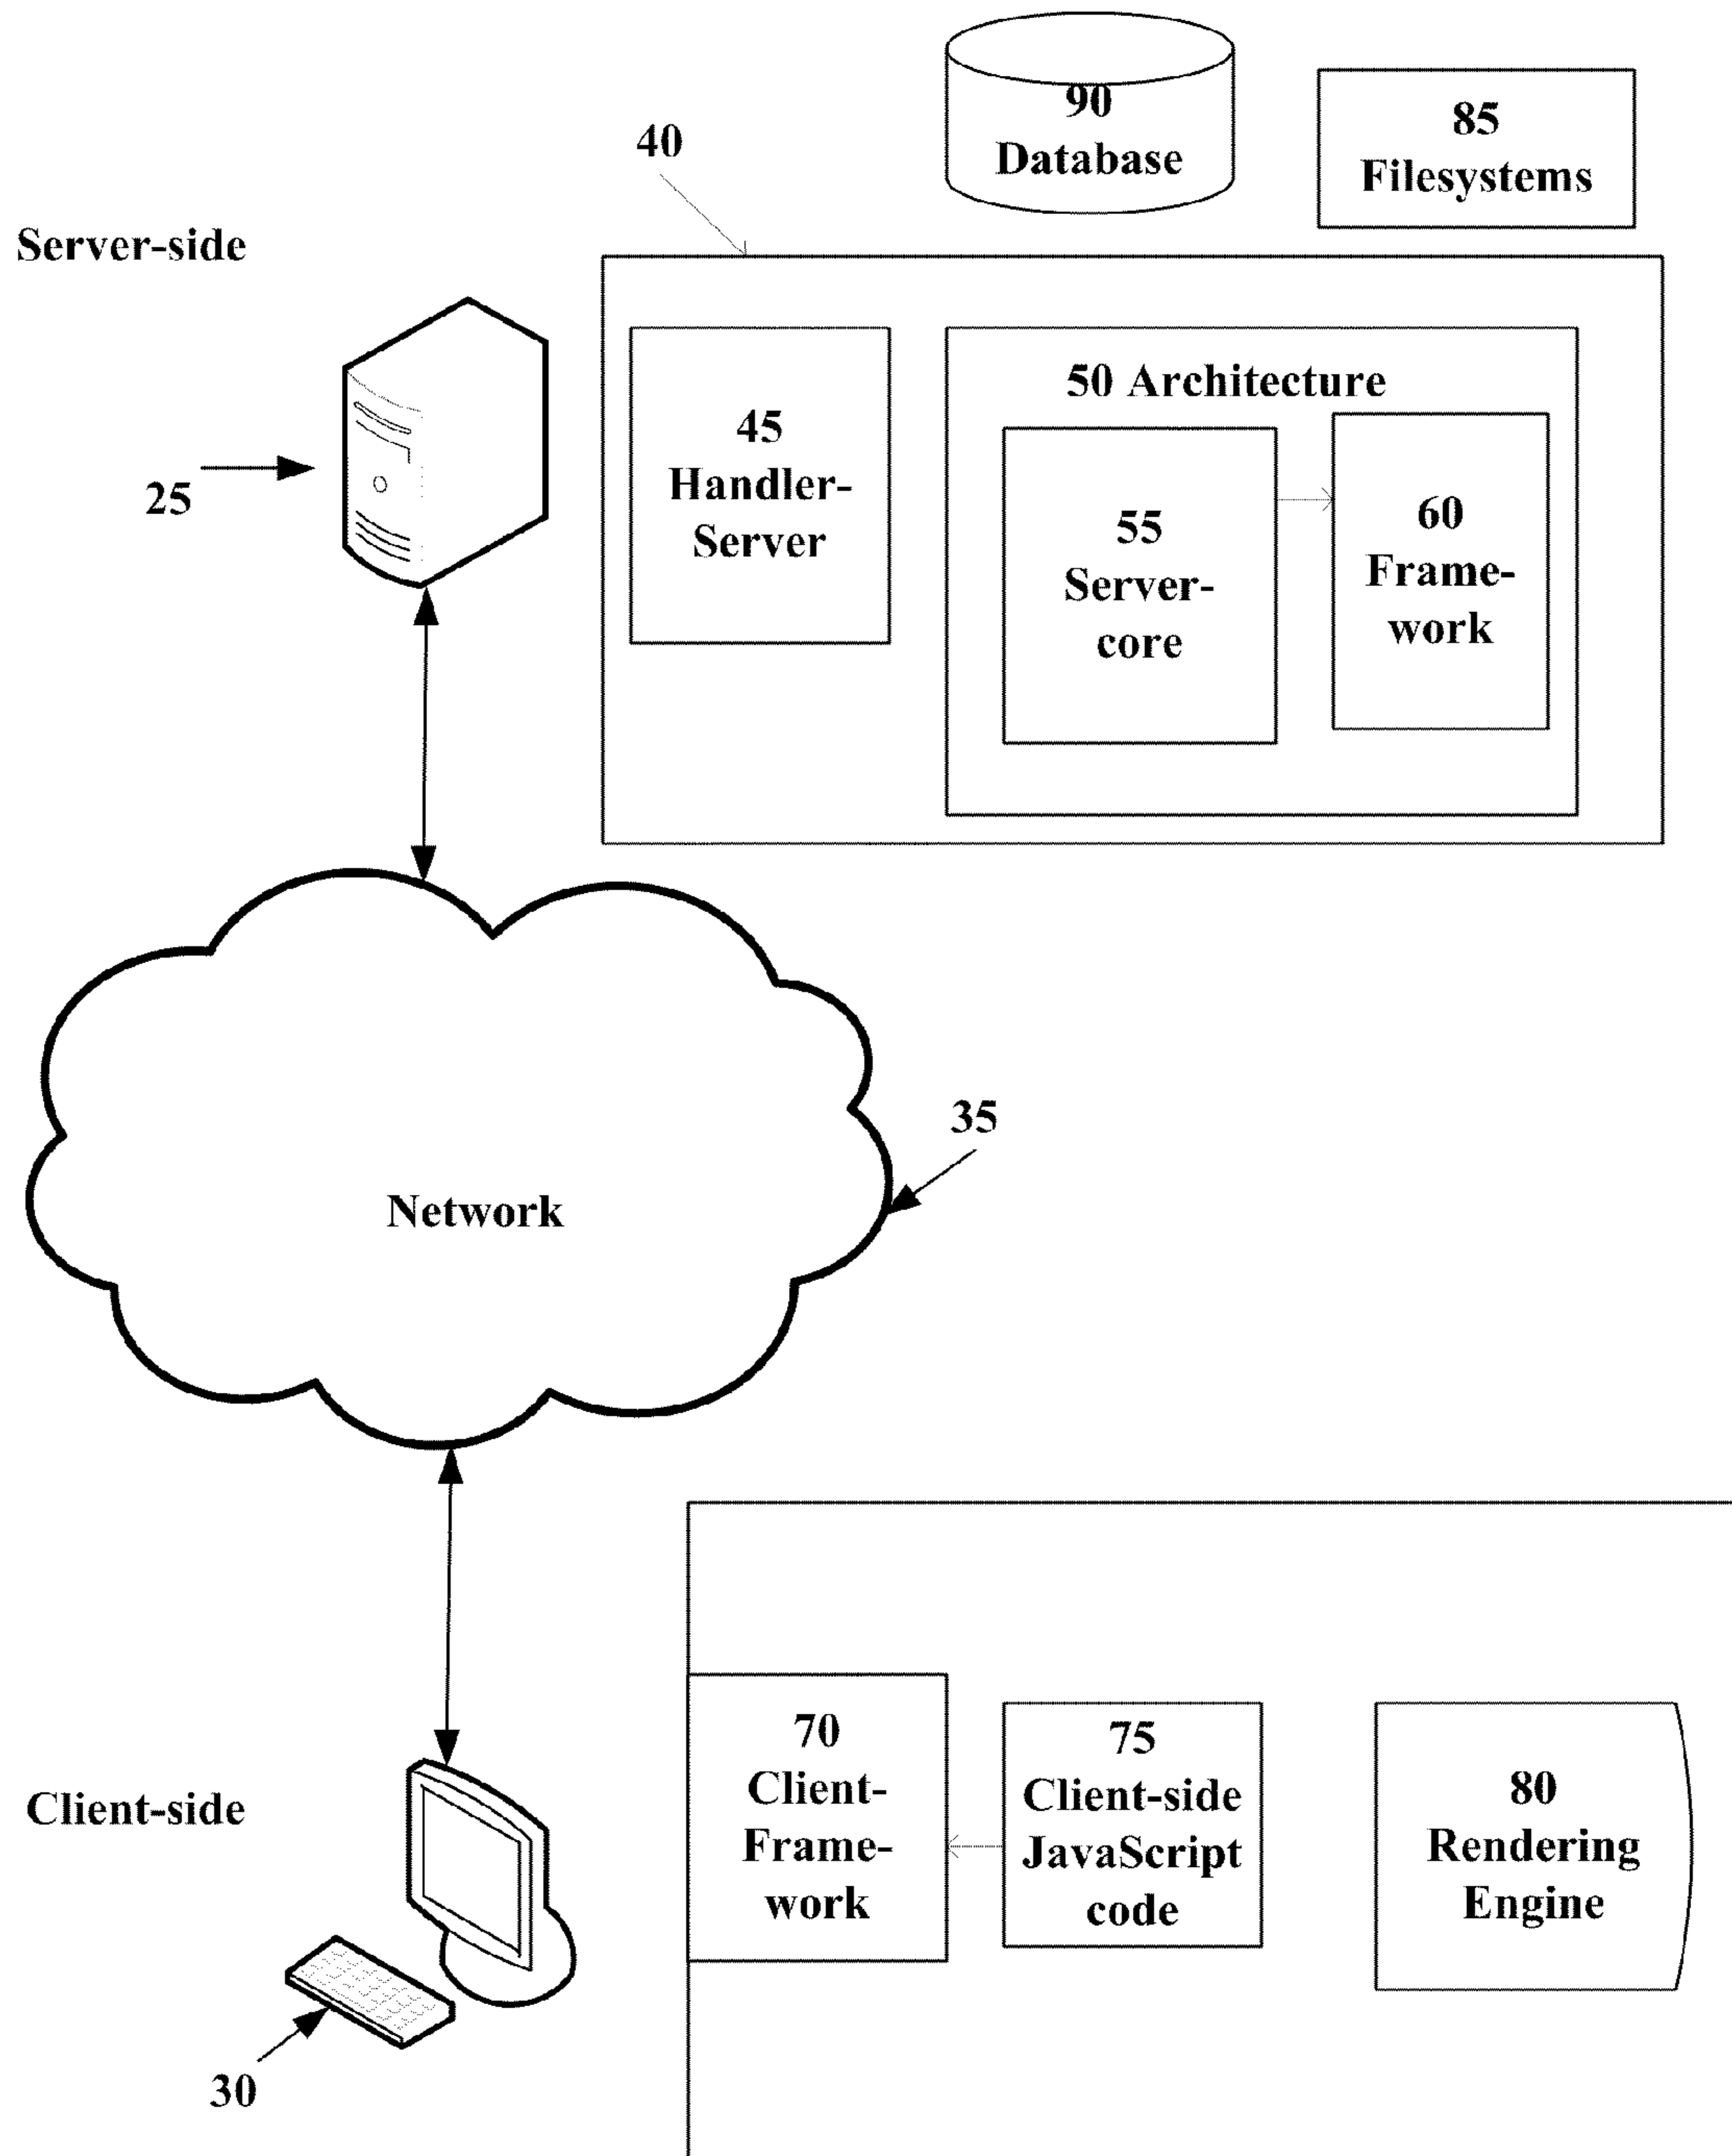 90
Database
85
Filesystems
40
Server-side
50 Architecture
45
Handler-
Server
25
55
Server-
core
60
Frame-
work
35
Network
70
Client-
Frame-
work
75
Client-side
JavaScript
code
80
Rendering
Engine
Client-side
30